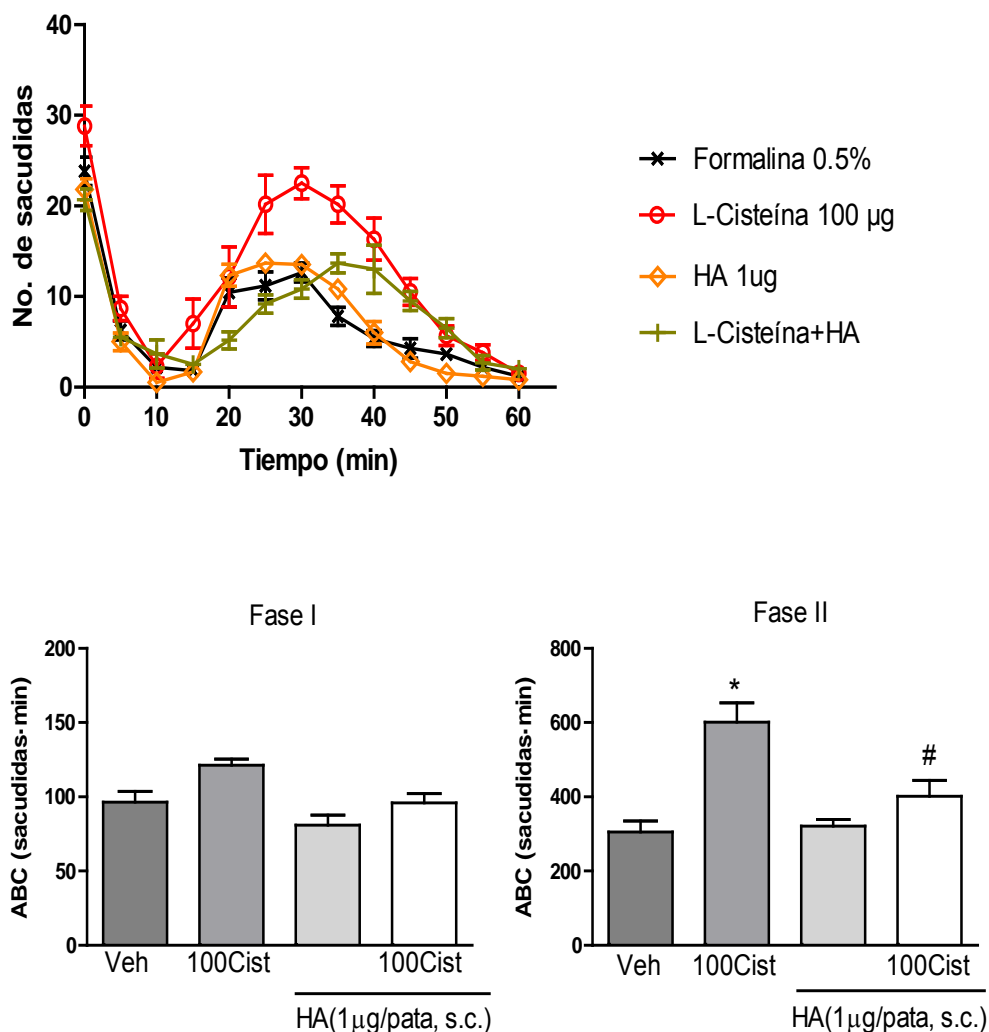 40
30
20
10
0
No. de sacudidas
0 10 20 30 40 50 60
Tiempo (min)
Formalina 0.5%
L-Cisteína 100 µg
HA 1ug
L-Cisteína+HA
Fase I
200
150
100
50
0
ABC (sacudidas·min)
Veh 100Cist 100Cist
HA(1µg/pata, s.c.)
Fase II
800
600
400
200
0
ABC (sacudidas·min)
*
#
Veh 100Cist 100Cist
HA(1µg/pata, s.c.)